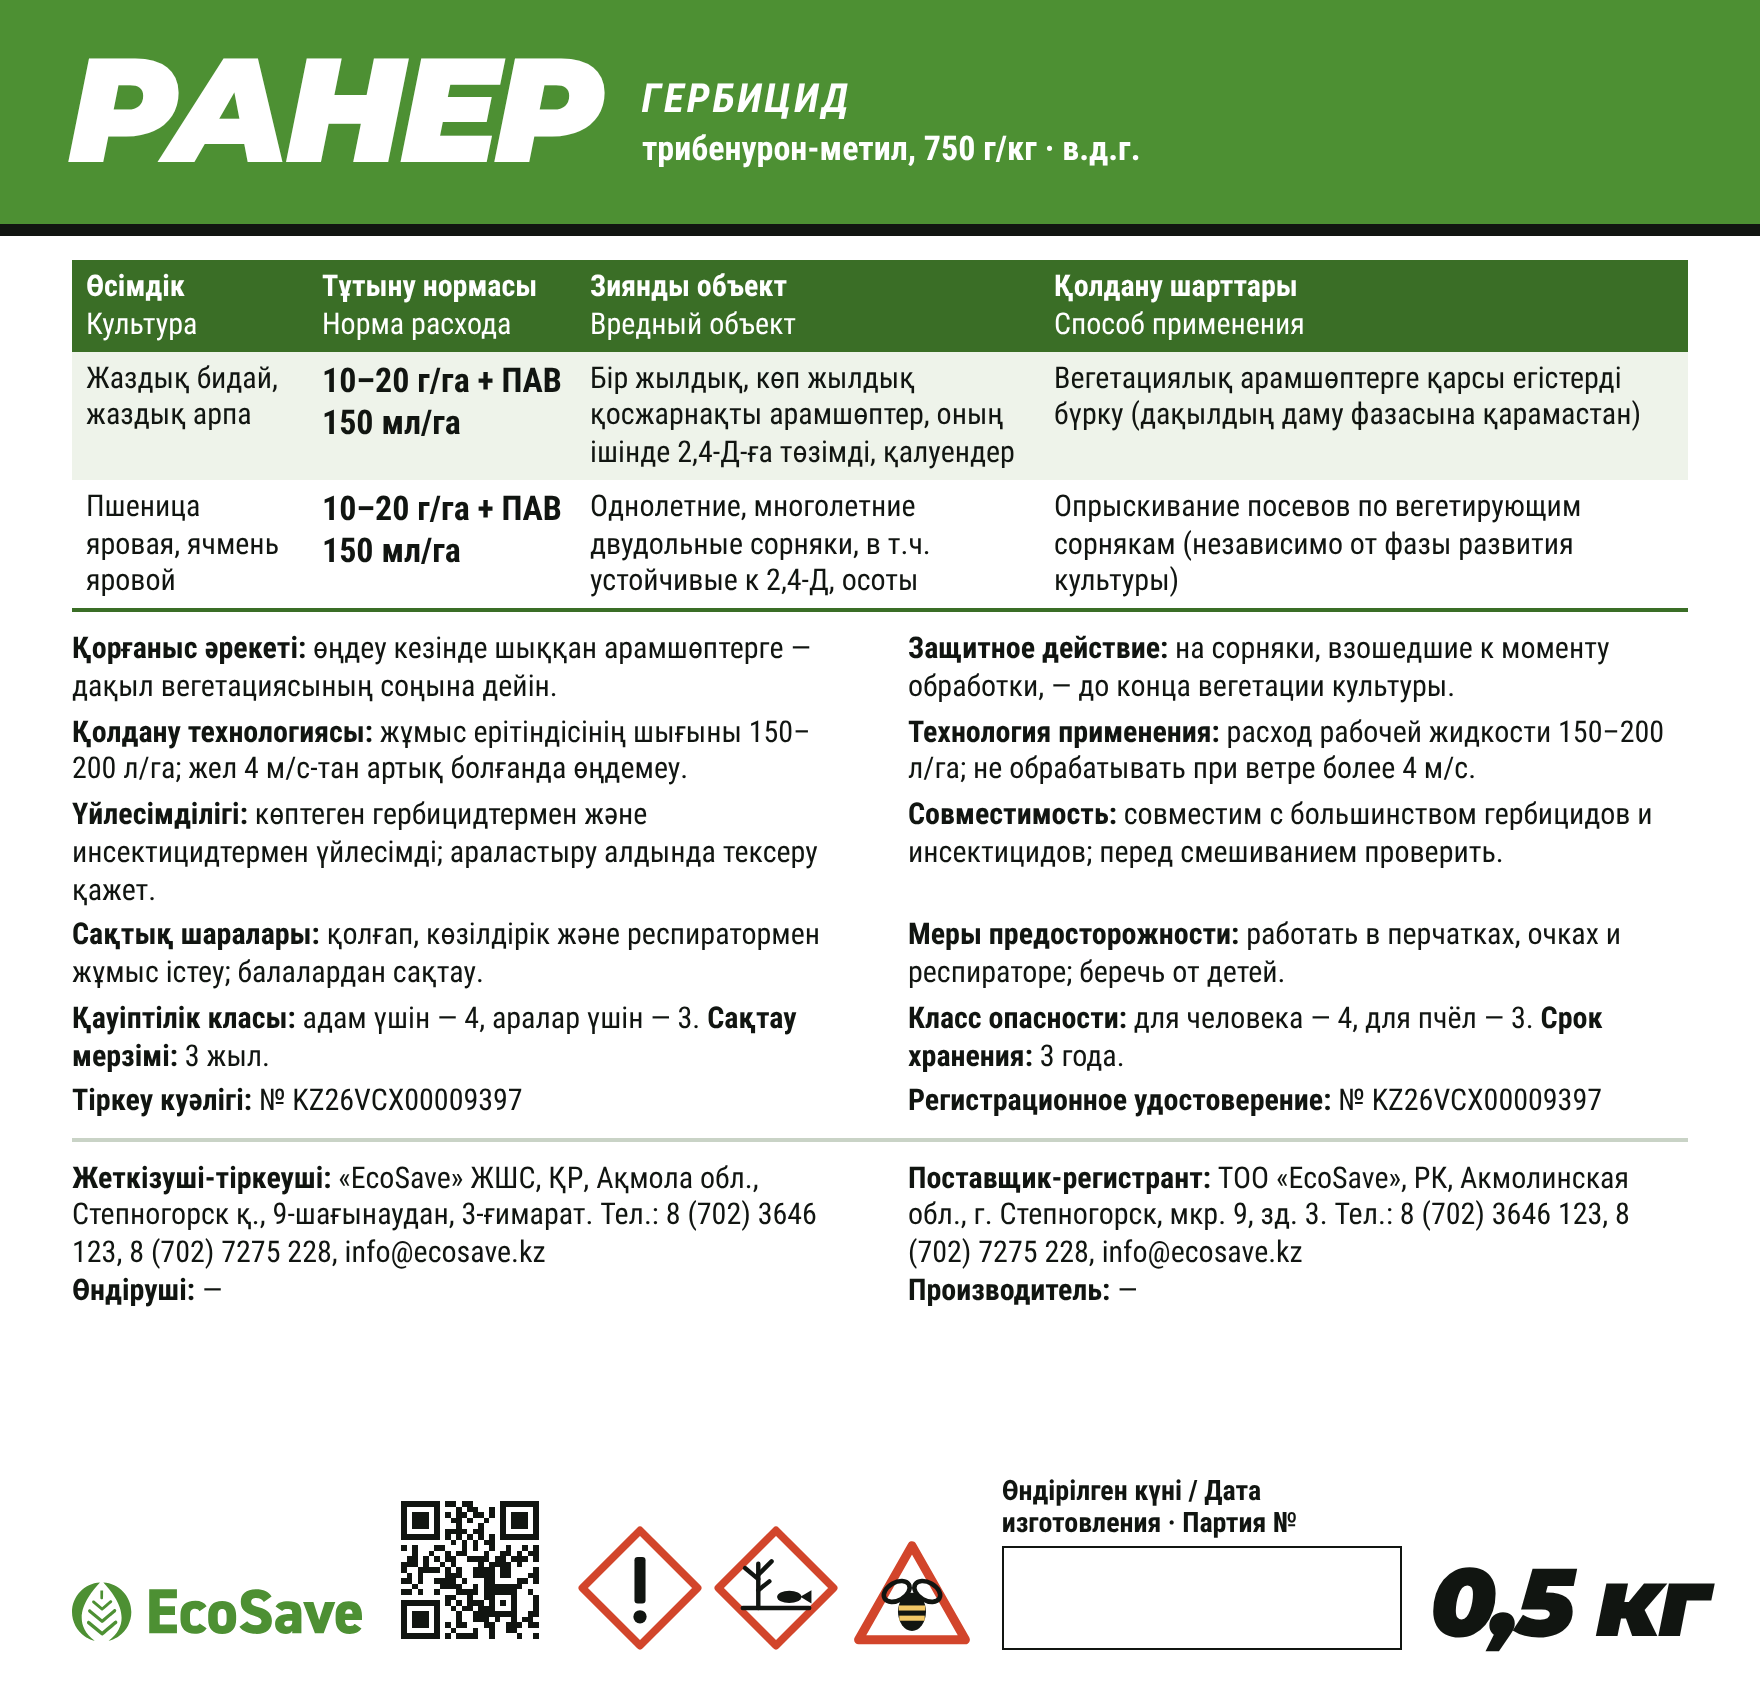 РАНЕР
ГЕРБИЦИД
трибенурон-метил, 750 г/кг · в.д.г.
Өсімдік
Культура
Тұтыну нормасы
Норма расхода
Зиянды объект
Вредный объект
Қолдану шарттары
Способ применения
Жаздық бидай,
жаздық арпа
10–20 г/га + ПАВ
150 мл/га
Бір жылдық, көп жылдық
қосжарнақты арамшөптер, оның
ішінде 2,4-Д-ға төзімді, қалуендер
Вегетациялық арамшөптерге қарсы егістерді
бүрку (дақылдың даму фазасына қарамастан)
Пшеница
яровая, ячмень
яровой
10–20 г/га + ПАВ
150 мл/га
Однолетние, многолетние
двудольные сорняки, в т.ч.
устойчивые к 2,4-Д, осоты
Опрыскивание посевов по вегетирующим
сорнякам (независимо от фазы развития
культуры)
Қорғаныс әрекеті: өңдеу кезінде шыққан арамшөптерге —
дақыл вегетациясының соңына дейін.
Қолдану технологиясы: жұмыс ерітіндісінің шығыны 150–
200 л/га; жел 4 м/с-тан артық болғанда өңдемеу.
Үйлесімділігі: көптеген гербицидтермен және
инсектицидтермен үйлесімді; араластыру алдында тексеру
қажет.
Сақтық шаралары: қолғап, көзілдірік және респиратормен
жұмыс істеу; балалардан сақтау.
Қауіптілік класы: адам үшін — 4, аралар үшін — 3. Сақтау
мерзімі: 3 жыл.
Тіркеу куәлігі: № KZ26VCX00009397
Защитное действие: на сорняки, взошедшие к моменту
обработки, — до конца вегетации культуры.
Технология применения: расход рабочей жидкости 150–200
л/га; не обрабатывать при ветре более 4 м/с.
Совместимость: совместим с большинством гербицидов и
инсектицидов; перед смешиванием проверить.
Меры предосторожности: работать в перчатках, очках и
респираторе; беречь от детей.
Класс опасности: для человека — 4, для пчёл — 3. Срок
хранения: 3 года.
Регистрационное удостоверение: № KZ26VCX00009397
Жеткізуші-тіркеуші: «EcoSave» ЖШС, ҚР, Ақмола обл.,
Степногорск қ., 9-шағынаудан, 3-ғимарат. Тел.: 8 (702) 3646
123, 8 (702) 7275 228, info@ecosave.kz
Өндіруші: —
Поставщик-регистрант: ТОО «EcoSave», РК, Акмолинская
обл., г. Степногорск, мкр. 9, зд. 3. Тел.: 8 (702) 3646 123, 8
(702) 7275 228, info@ecosave.kz
Производитель: —
EcoSave
Өндірілген күні / Дата
изготовления · Партия №
0,5 кг